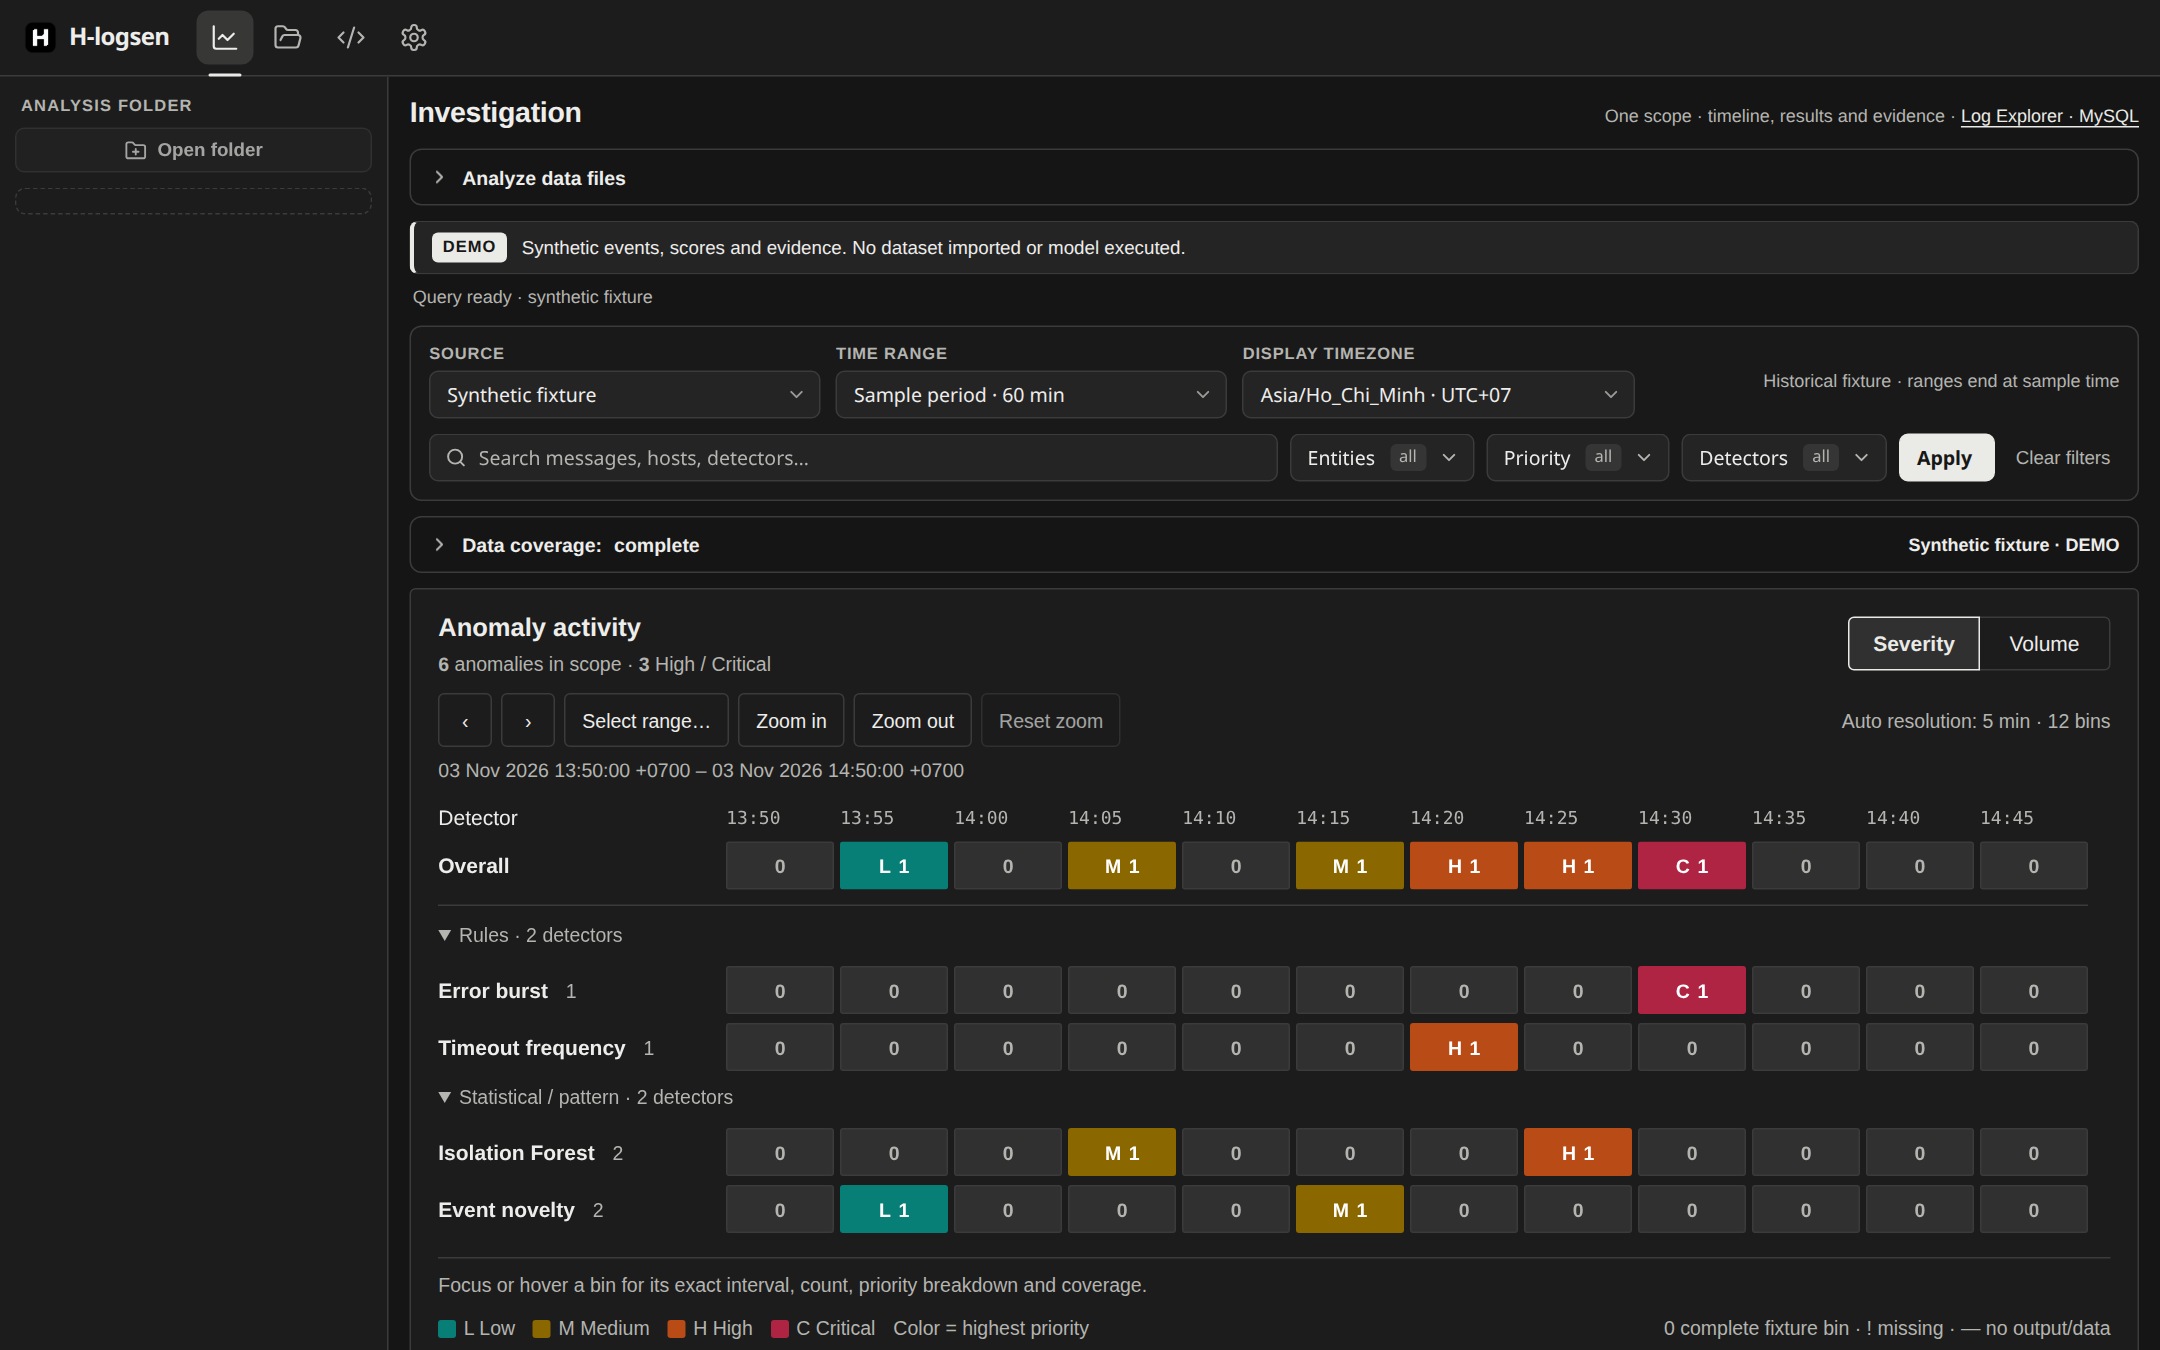 H-logsen
ANALYSIS FOLDER
Open folder
Investigation
One scope · timeline, results and evidence · Log Explorer · MySQL
Analyze data files
DEMO Synthetic events, scores and evidence. No dataset imported or model executed.
Query ready · synthetic fixture
SOURCE TIME RANGE DISPLAY TIMEZONE
Synthetic fixture Sample period · 60 min Asia/Ho_Chi_Minh · UTC+07 Historical fixture · ranges end at sample time
Search messages, hosts, detectors... Entities all Priority all Detectors all Apply Clear filters
Data coverage: complete Synthetic fixture · DEMO
Anomaly activity
6 anomalies in scope · 3 High / Critical
Severity Volume
‹ › Select range… Zoom in Zoom out Reset zoom Auto resolution: 5 min · 12 bins
03 Nov 2026 13:50:00 +0700 – 03 Nov 2026 14:50:00 +0700
Detector 13:50 13:55 14:00 14:05 14:10 14:15 14:20 14:25 14:30 14:35 14:40 14:45
Overall 0 L 1 0 M 1 0 M 1 H 1 H 1 C 1 0 0 0
▼ Rules · 2 detectors
Error burst 1 0 0 0 0 0 0 0 0 C 1 0 0 0
Timeout frequency 1 0 0 0 0 0 0 H 1 0 0 0 0 0
▼ Statistical / pattern · 2 detectors
Isolation Forest 2 0 0 0 M 1 0 0 0 H 1 0 0 0 0
Event novelty 2 0 L 1 0 0 0 M 1 0 0 0 0 0 0
Focus or hover a bin for its exact interval, count, priority breakdown and coverage.
L Low M Medium H High C Critical Color = highest priority 0 complete fixture bin · ! missing · — no output/data